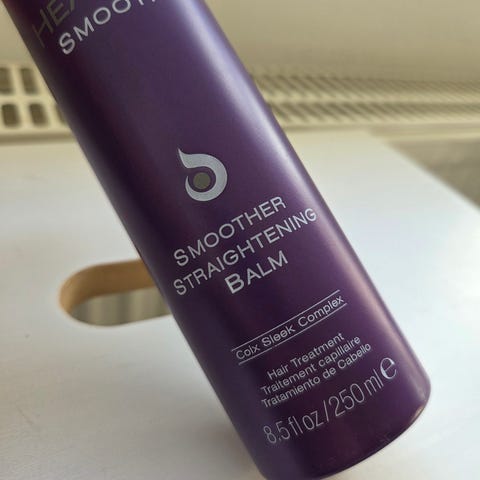 SMOOTHER
STRAIGHTENING
BALM
Coix Sleek Complex
Hair Treatment
Traitement capillaire
Tratamiento de Cabello
8.5 fl oz/250 ml e